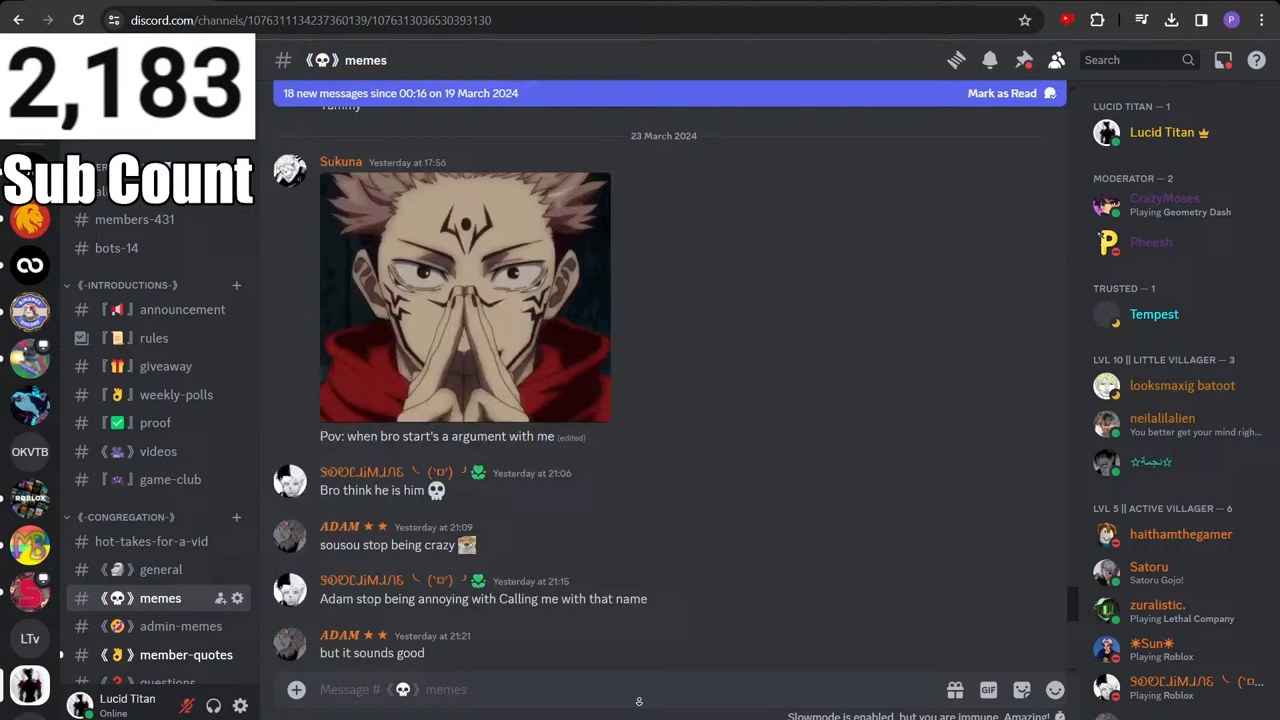 discord.com/channels/1076311134237360139/1076313036530393130
P
2,183
Sub Count
# 《💀》 memes
Search
18 new messages since 00:16 on 19 March 2024
Mark as Read
# members-431
# bots-14
《-INTRODUCTIONS-》
# 『📢』 announcement
『📜』 rules
# 『🎁』 giveaway
# 『👌』 weekly-polls
# 『✅』 proof
# 《🎥》 videos
# 《🎮》 game-club
《-CONGREGATION-》
# hot-takes-for-a-vid
# 《🗿》 general
# 《💀》 memes
# 《🤣》 admin-memes
# 《👌》 member-quotes
# 《❓》 questions
OKVTB
ROBLOX
LTv
Lucid Titan
Online
23 March 2024
Sukuna Yesterday at 17:56
Pov: when bro start's a argument with me (edited)
Yesterday at 21:06
Bro think he is him 💀
ADAM ★★ Yesterday at 21:09
sousou stop being crazy
Yesterday at 21:15
Adam stop being annoying with Calling me with that name
ADAM ★★ Yesterday at 21:21
but it sounds good
Message # 《💀》 memes
GIF
Slowmode is enabled, but you are immune. Amazing!
LUCID TITAN — 1
Lucid Titan
MODERATOR — 2
CrazyMoses
Playing Geometry Dash
Pheesh
TRUSTED — 1
Tempest
LVL 10 || LITTLE VILLAGER — 3
looksmaxig batoot
neilalilalien
You better get your mind righ...
☆نجمة☆
LVL 5 || ACTIVE VILLAGER — 6
haithamthegamer
Satoru
Satoru Gojo!
zuralistic.
Playing Lethal Company
☀Sun☀
Playing Roblox
Playing Roblox